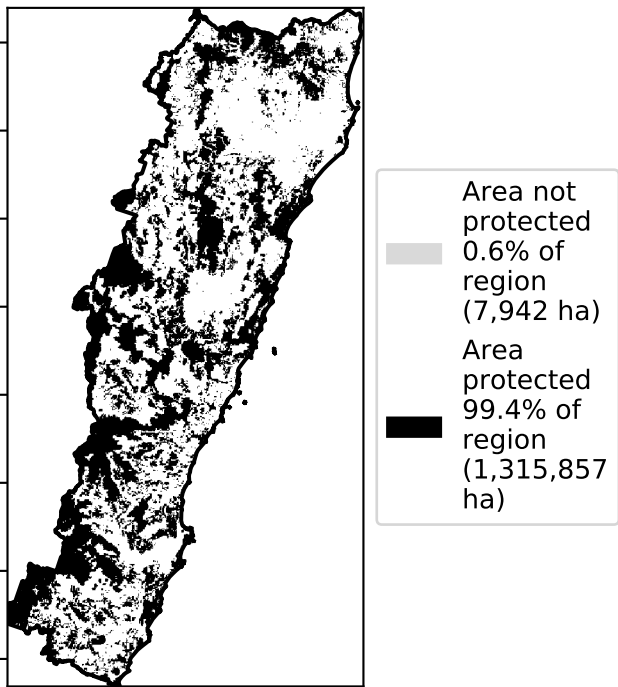 Area not
protected
0.6% of
region
(7,942 ha)
Area
protected
99.4% of
region
(1,315,857
ha)